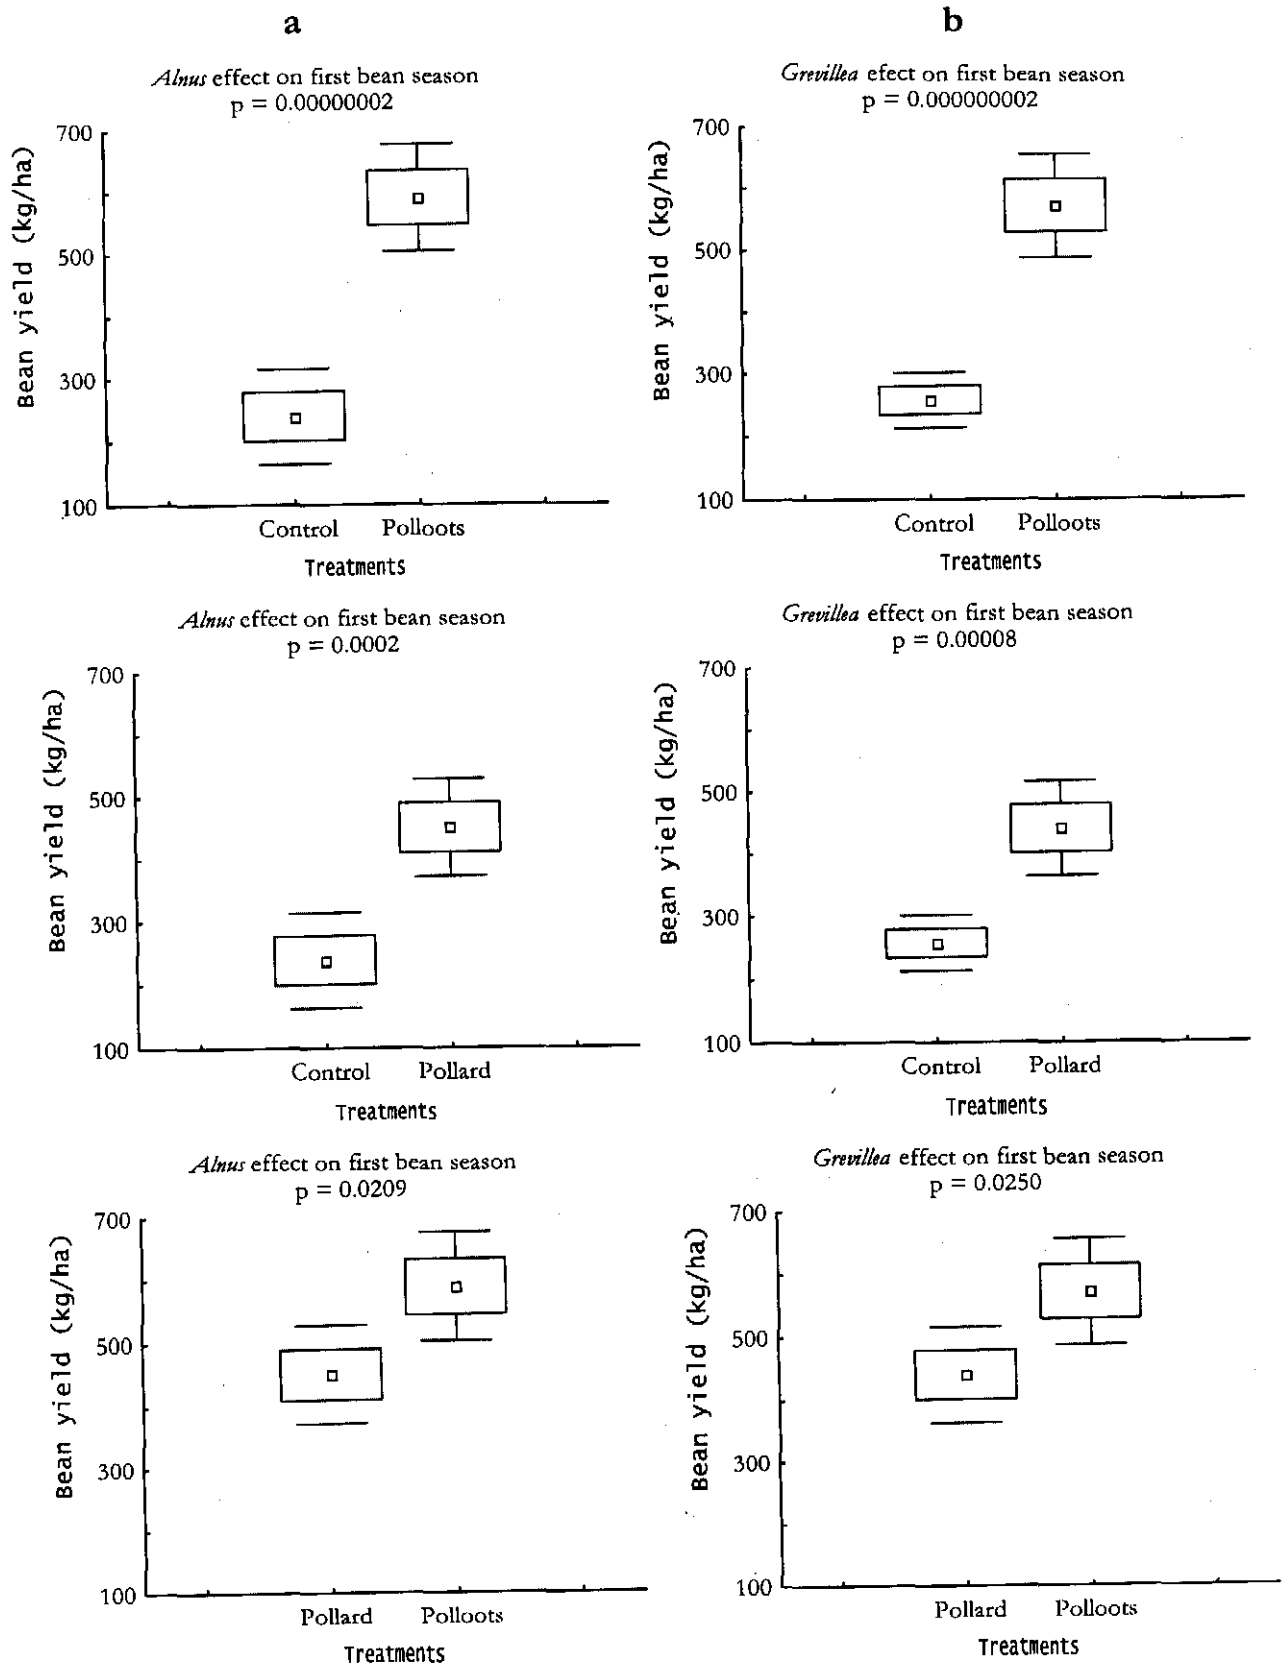 a
Alnus effect on first bean season
p = 0.00000002
700
500
300
100
Bean yield (kg/ha)
Control Polloots
Treatments
b
Grevillea efect on first bean season
p = 0.000000002
700
500
300
100
Bean yield (kg/ha)
Control Polloots
Treatments
Alnus effect on first bean season
p = 0.0002
700
500
300
100
Bean yield (kg/ha)
Control Pollard
Treatments
Grevillea effect on first bean season
p = 0.00008
700
500
300
100
Bean yield (kg/ha)
Control Pollard
Treatments
Alnus effect on first bean season
p = 0.0209
700
500
300
100
Bean yield (kg/ha)
Pollard Polloots
Treatments
Grevillea effect on first bean season
p = 0.0250
700
500
300
100
Bean yield (kg/ha)
Pollard Polloots
Treatments